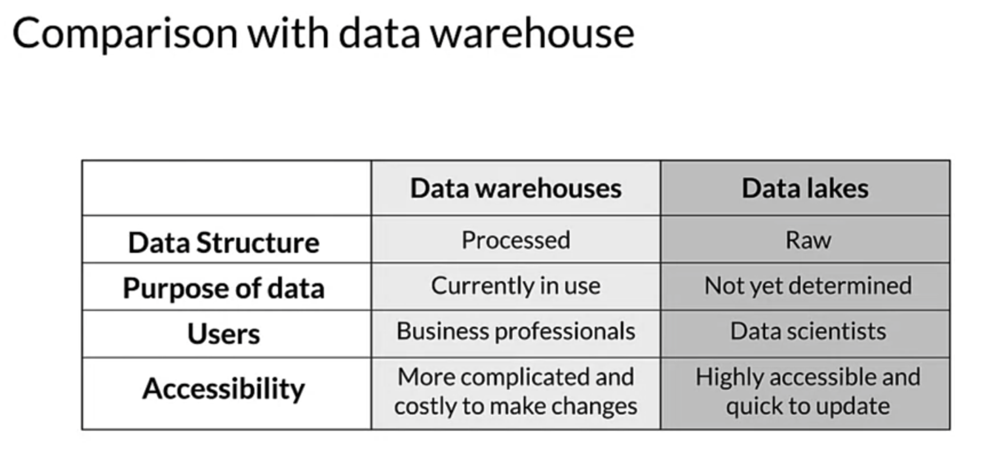 Comparison with data warehouse
Data warehouses Data lakes
Data Structure Processed Raw
Purpose of data Currently in use Not yet determined
Users Business professionals Data scientists
Accessibility More complicated and costly to make changes Highly accessible and quick to update